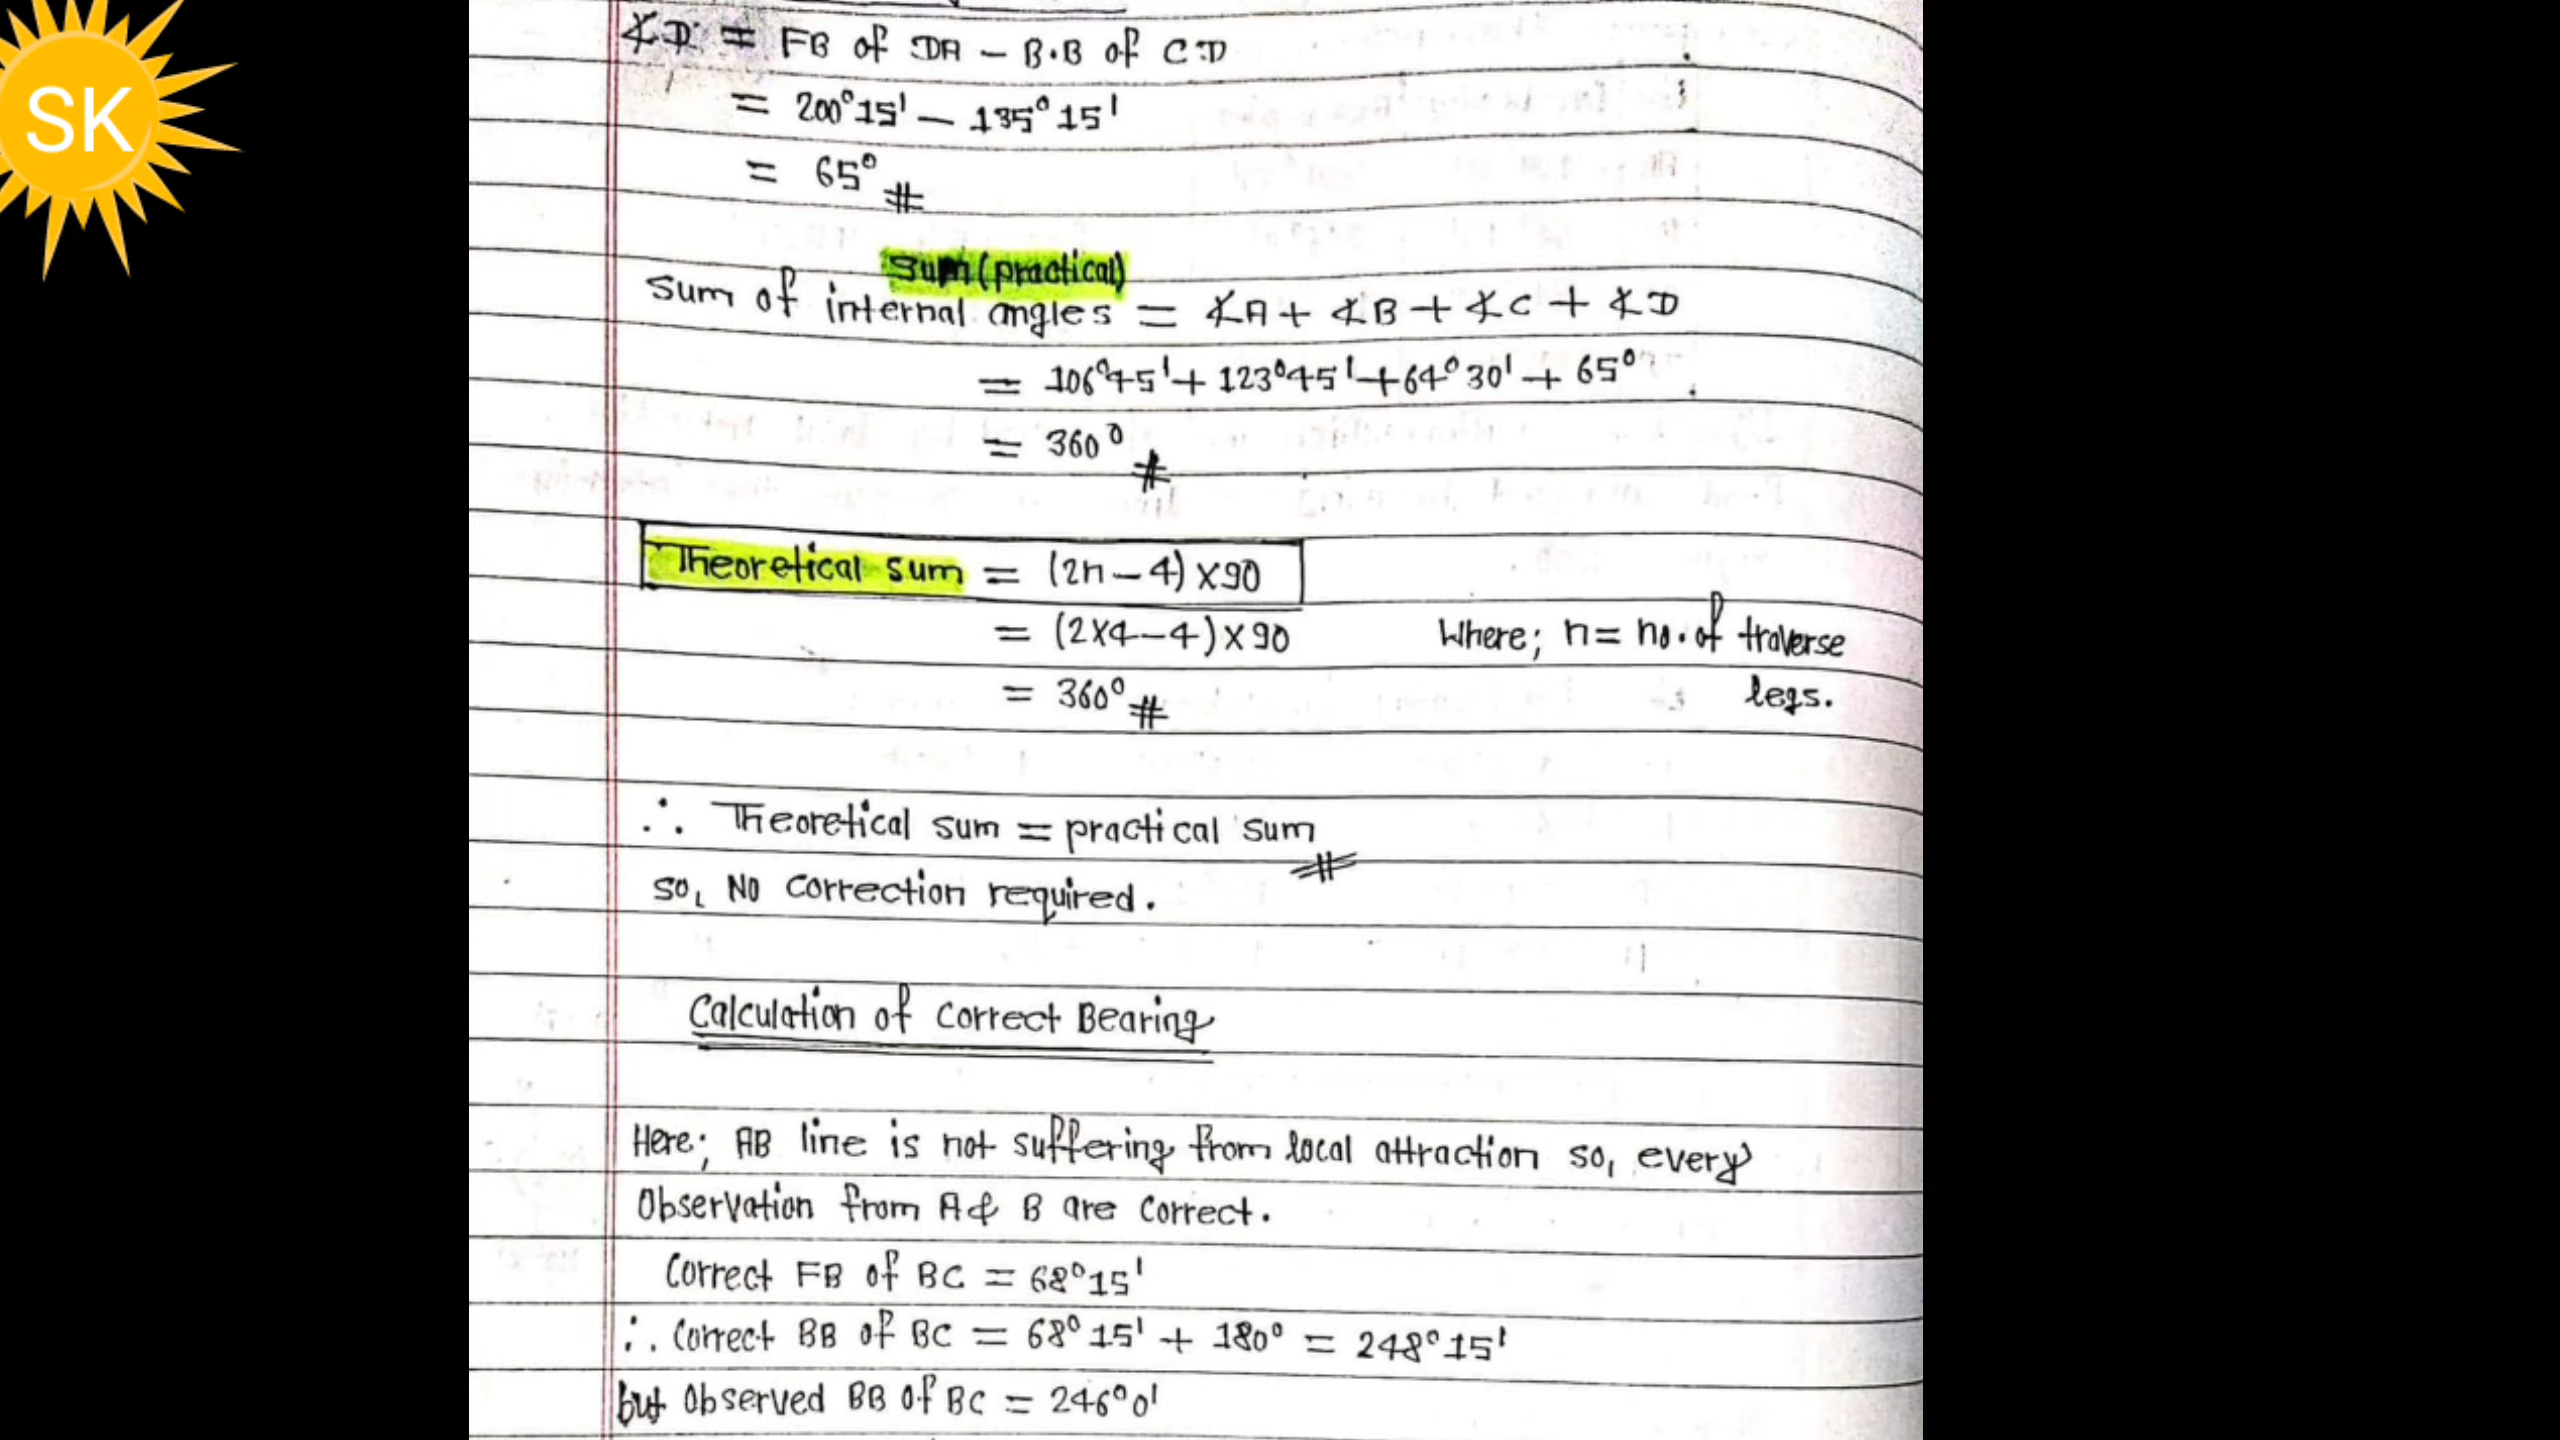 SK
∡D = FB of DA – B.B of CD
= 200°15' – 135°15'
= 65°
sum (practical)
Sum of internal angles = ∡A + ∡B + ∡C + ∡D
= 106°45' + 123°45' + 64°30' + 65°
= 360°
Theoretical sum = (2n – 4) x90
= (2x4–4) x 90 Where; n = no. of traverse
= 360° legs.
∴ Theoretical sum = practical sum
so, No correction required.
Calculation of correct Bearing
Here; AB line is not suffering from local attraction so, every
Observation from A & B are correct.
Correct FB of BC = 68°15'
∴ Correct BB of BC = 68°15' + 180° = 248°15'
but Observed BB of BC = 246°0'